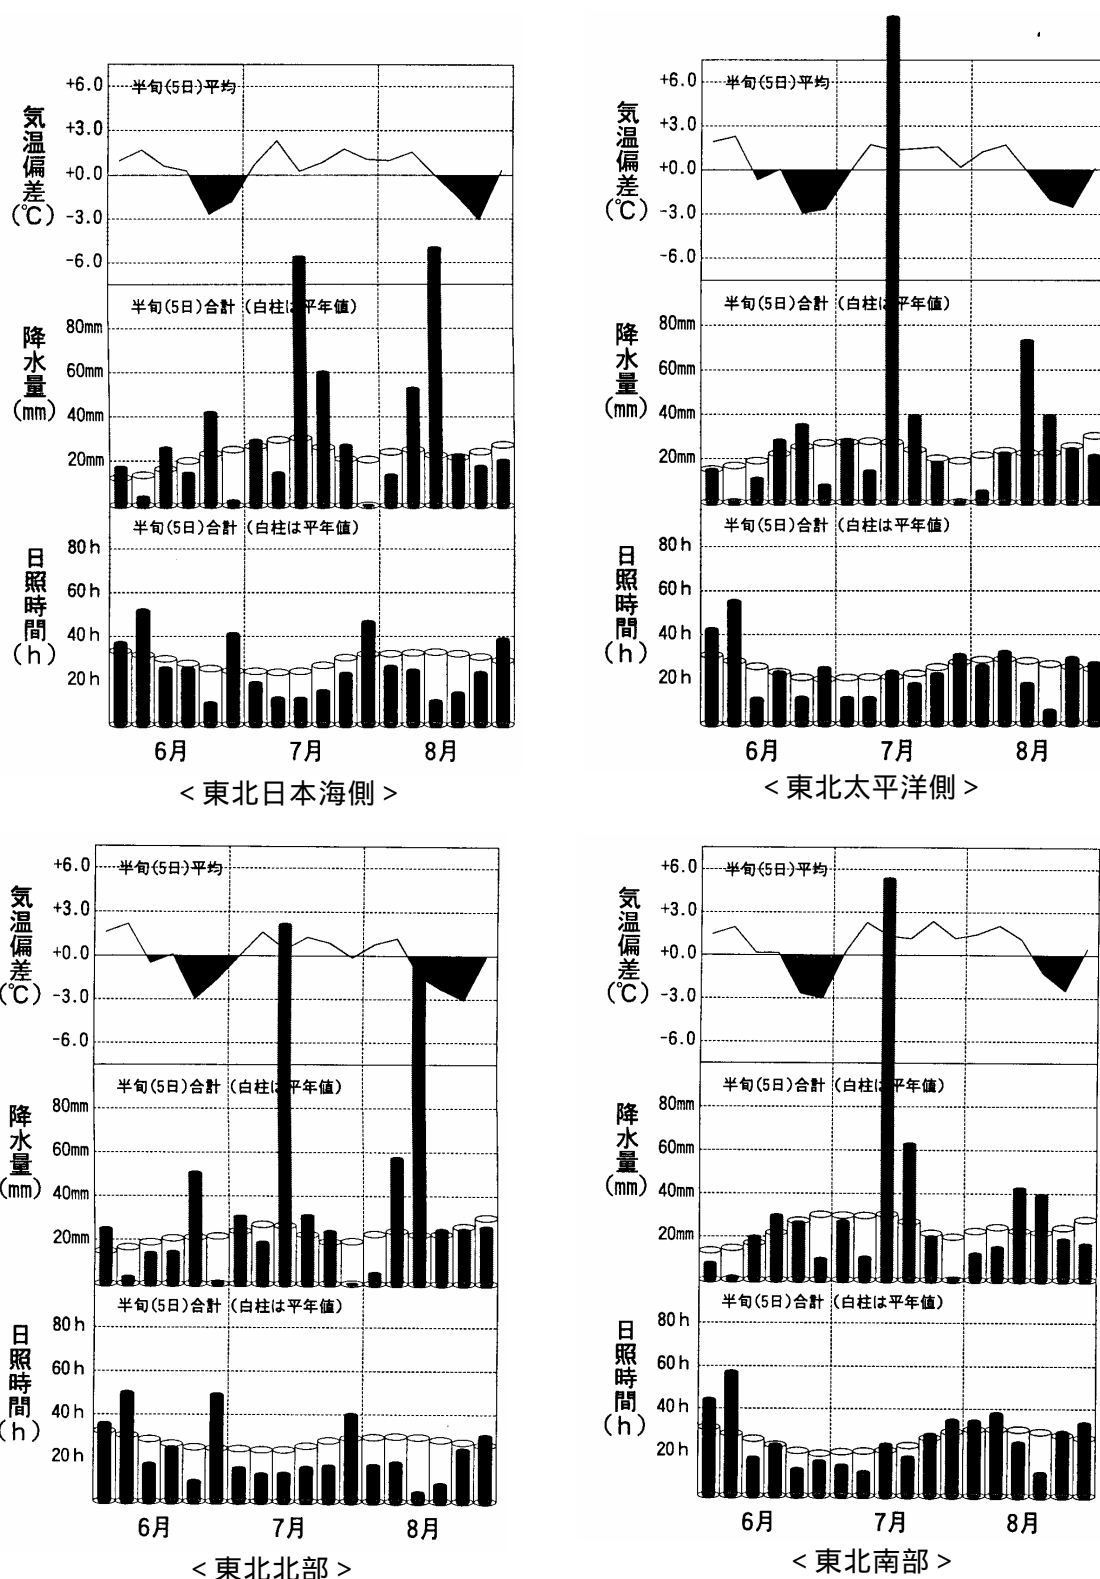 +6.0
半旬(5日)平均
+3.0
+0.0
-3.0
-6.0
気温偏差(℃)
半旬(5日)合計 (白柱は平年値)
80mm
60mm
40mm
20mm
降水量(mm)
半旬(5日)合計 (白柱は平年値)
80h
60h
40h
20h
日照時間(h)
6月 7月 8月
<東北日本海側>
+6.0
半旬(5日)平均
+3.0
+0.0
-3.0
-6.0
気温偏差(℃)
半旬(5日)合計 (白柱は平年値)
80mm
60mm
40mm
20mm
降水量(mm)
半旬(5日)合計 (白柱は平年値)
80h
60h
40h
20h
日照時間(h)
6月 7月 8月
<東北太平洋側>
+6.0
半旬(5日)平均
+3.0
+0.0
-3.0
-6.0
気温偏差(℃)
半旬(5日)合計 (白柱は平年値)
80mm
60mm
40mm
20mm
降水量(mm)
半旬(5日)合計 (白柱は平年値)
80h
60h
40h
20h
日照時間(h)
6月 7月 8月
<東北北部>
+6.0
半旬(5日)平均
+3.0
+0.0
-3.0
-6.0
気温偏差(℃)
半旬(5日)合計 (白柱は平年値)
80mm
60mm
40mm
20mm
降水量(mm)
半旬(5日)合計 (白柱は平年値)
80h
60h
40h
20h
日照時間(h)
6月 7月 8月
<東北南部>